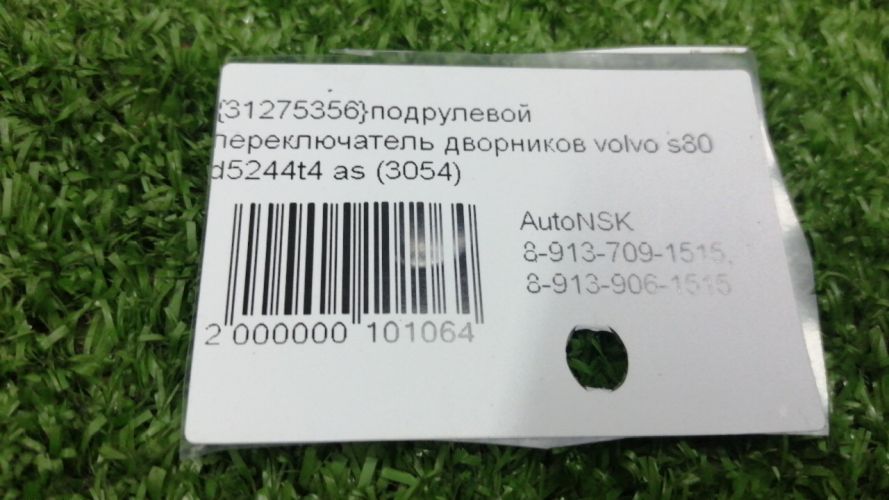 {31275356}подрулевой
переключатель дворников volvo s80
d5244t4 as (3054)
AutoNSK
8-913-709-1515,
8-913-906-1515
2 000000 101064